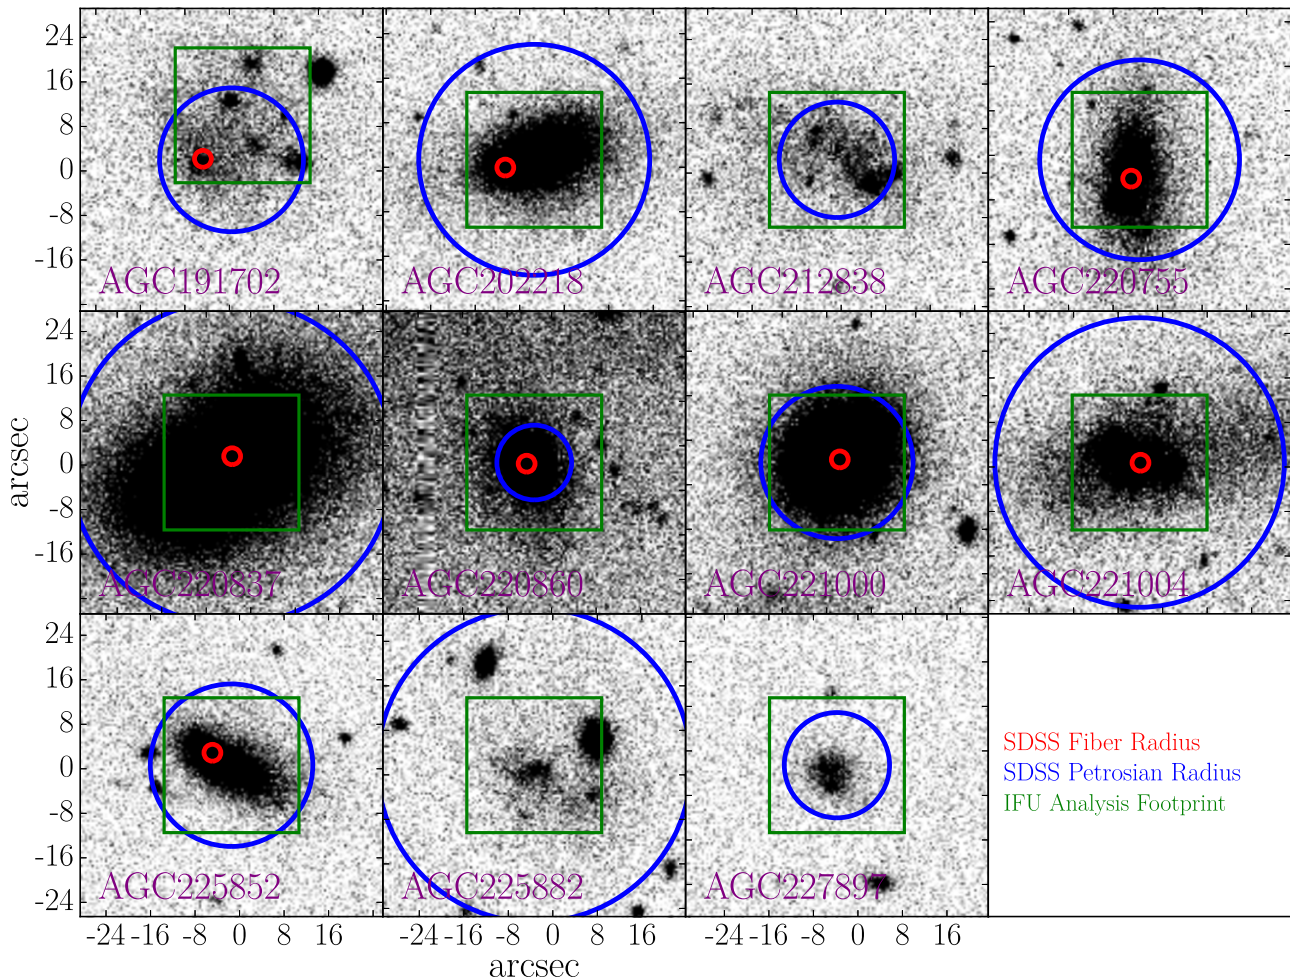 24
16
8
0
-8
-16
AGC191702
AGC202218
AGC212838
AGC220755
24
16
8
0
-8
-16
arcsec
AGC220837
AGC220860
AGC221000
AGC221004
24
16
8
0
-8
-16
-24
AGC225852
AGC225882
AGC227897
SDSS Fiber Radius
SDSS Petrosian Radius
IFU Analysis Footprint
-24 -16 -8 0 8 16
-24 -16 -8 0 8 16
-24 -16 -8 0 8 16
arcsec